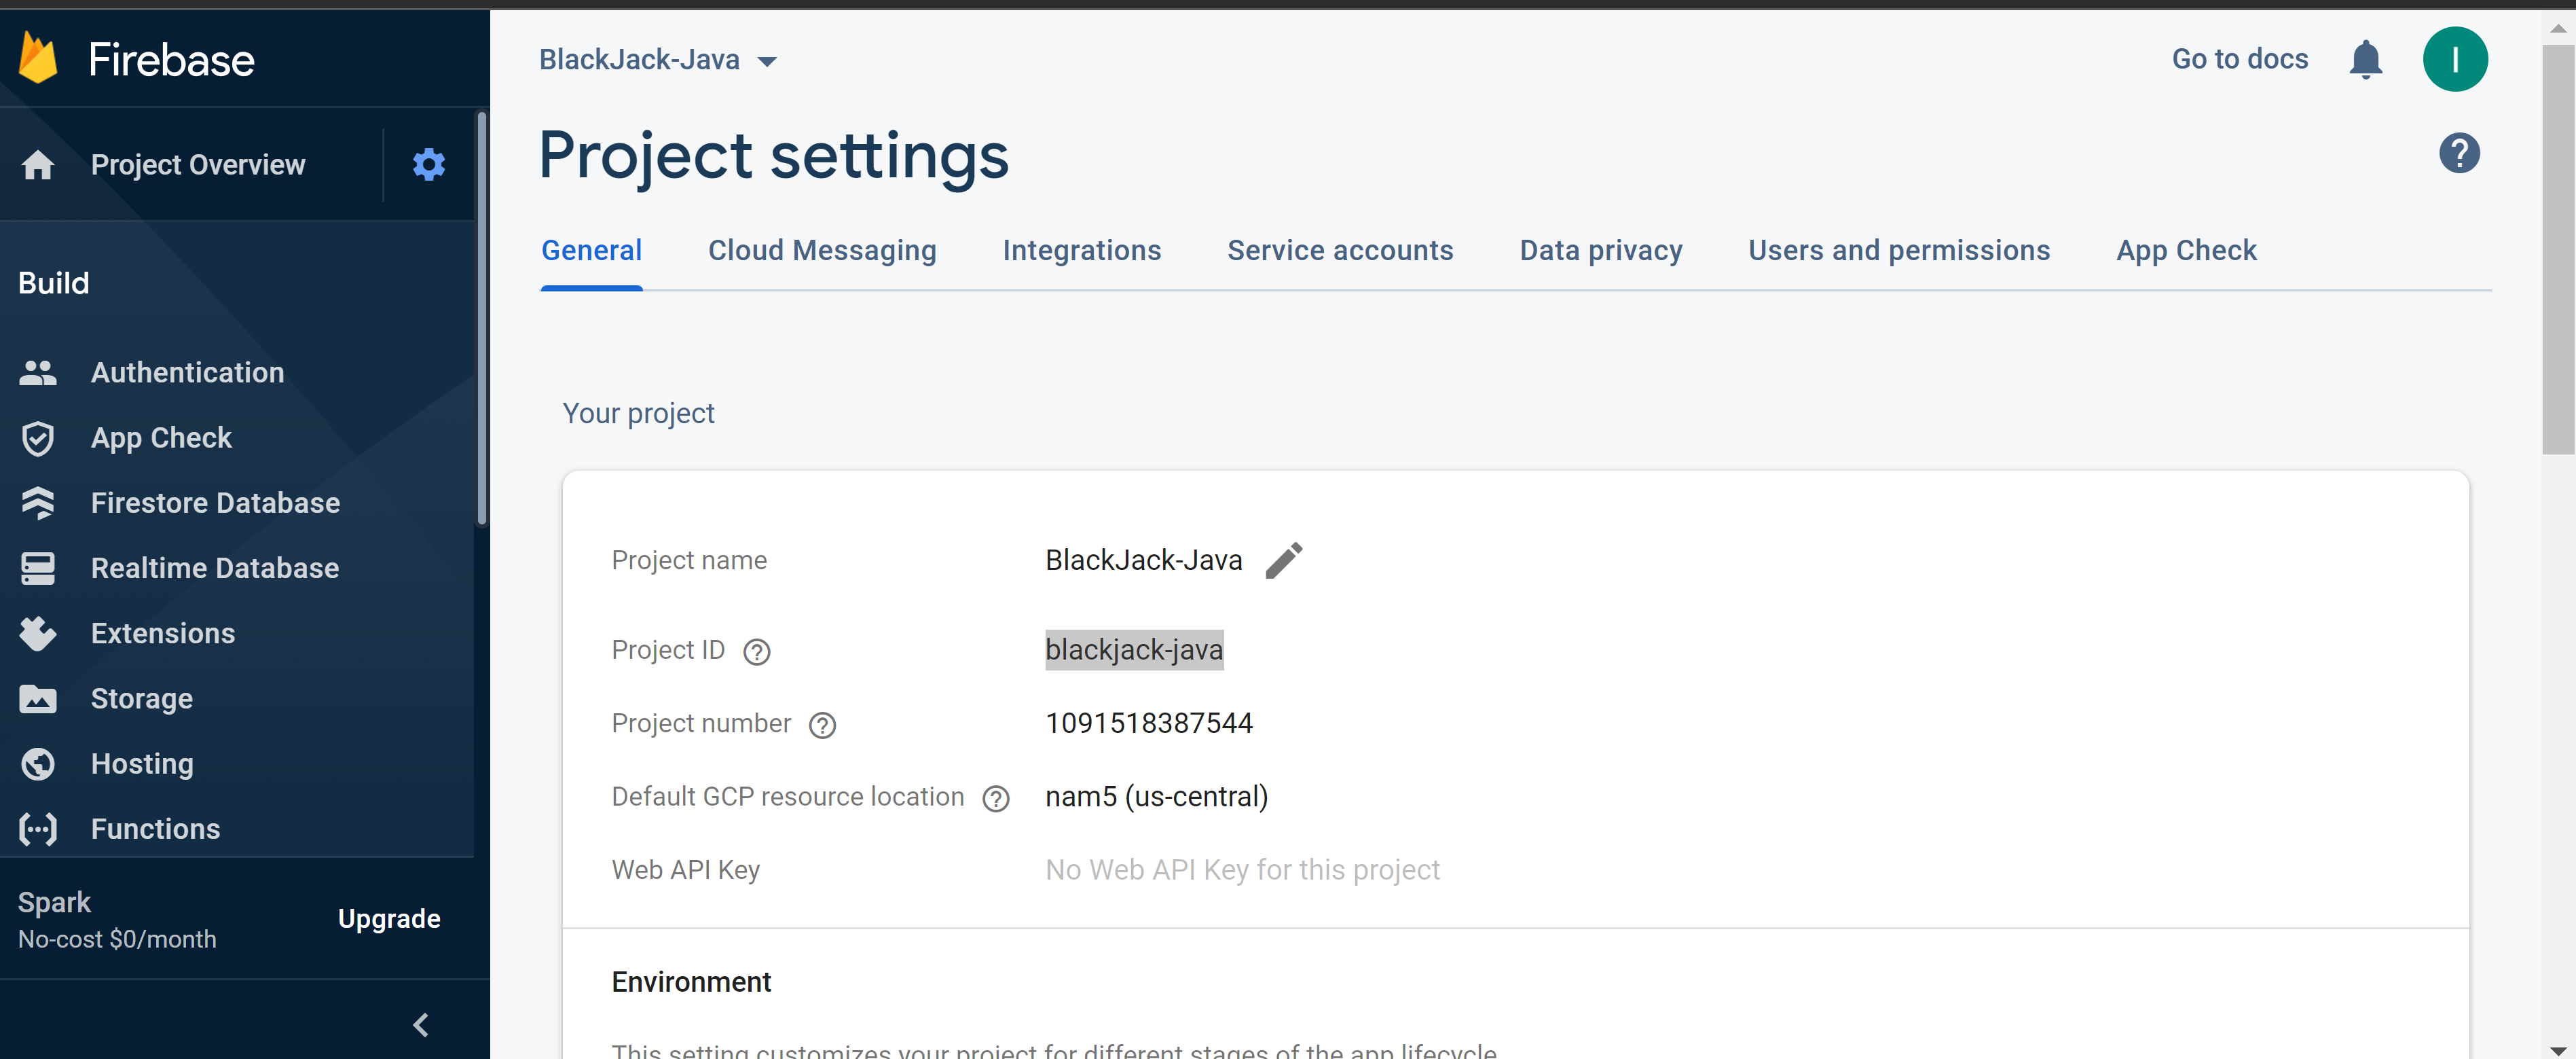 Firebase
Project Overview
Build
Authentication
App Check
Firestore Database
Realtime Database
Extensions
Storage
Hosting
Functions
Spark
No-cost $0/month
Upgrade
BlackJack-Java
Go to docs
I
Project settings
General Cloud Messaging Integrations Service accounts Data privacy Users and permissions App Check
Your project
Project name BlackJack-Java
Project ID blackjack-java
Project number 1091518387544
Default GCP resource location nam5 (us-central)
Web API Key No Web API Key for this project
Environment
This setting customizes your project for different stages of the app lifecycle